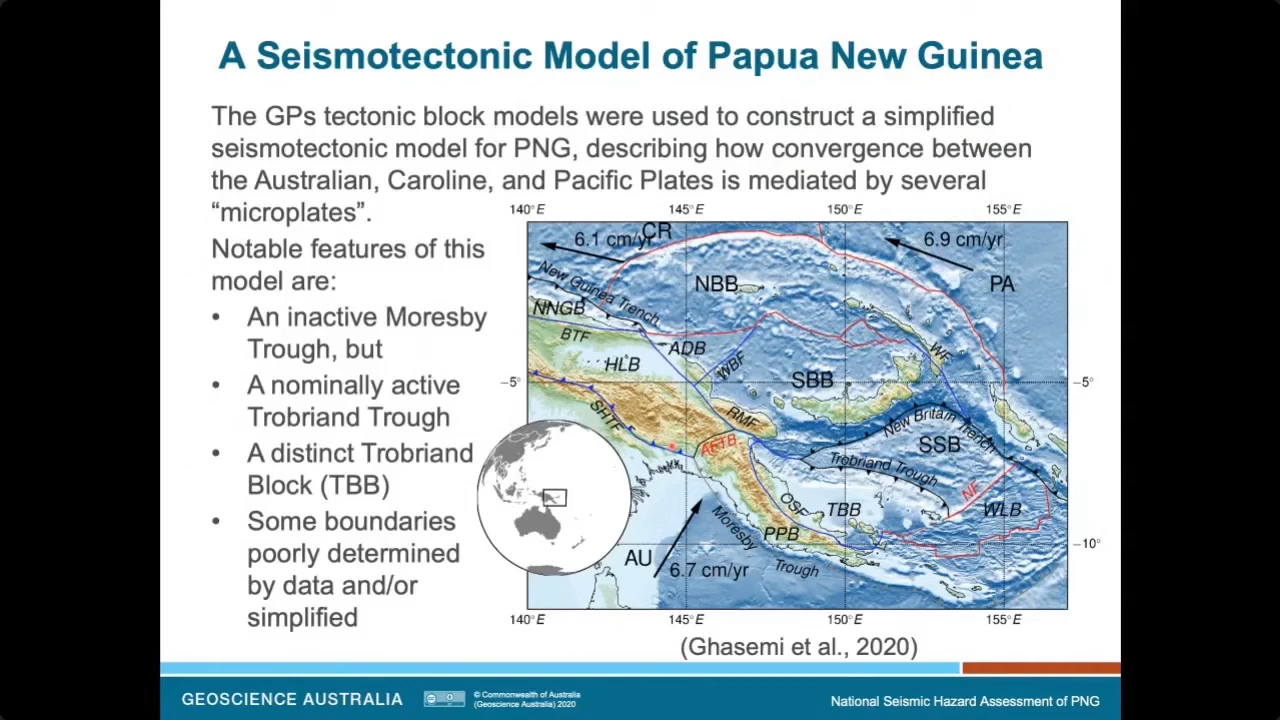 A Seismotectonic Model of Papua New Guinea
The GPs tectonic block models were used to construct a simplified
seismotectonic model for PNG, describing how convergence between
the Australian, Caroline, and Pacific Plates is mediated by several
“microplates”.
Notable features of this
model are:
• An inactive Moresby
Trough, but
• A nominally active
Trobriand Trough
• A distinct Trobriand
Block (TBB)
• Some boundaries
poorly determined
by data and/or
simplified
140°E 145°E 150°E 155°E
CR
6.1 cm/yr
6.9 cm/yr
New Guinea Trench
NBB
PA
NNGB
BTF
ADB
WF
HLB
WBF
SBB
-5°
-5°
SHTF
RMF
New Britain Trench
AFTB
SSB
Trobriand Trough
NF
OSF
TBB
WLB
Moresby
PPB
-10°
AU
6.7 cm/yr
Trough
140°E 145°E 150°E 155°E
(Ghasemi et al., 2020)
GEOSCIENCE AUSTRALIA
© Commonwealth of Australia
(Geoscience Australia) 2020
National Seismic Hazard Assessment of PNG